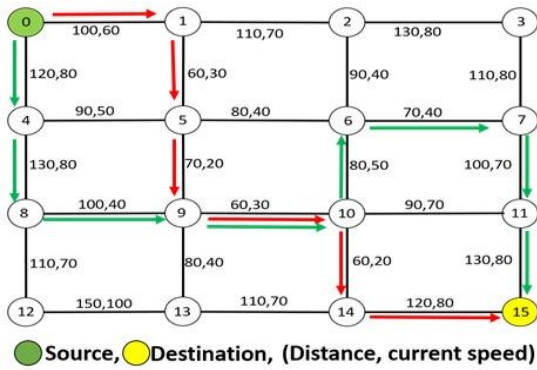 0 1 2 3
100,60 110,70 130,80
120,80 60,30 90,40 110,80
4 90,50 5 80,40 6 70,40 7
130,80 70,20 80,50 100,70
8 100,40 9 60,30 10 90,70 11
110,70 80,40 60,20 130,80
12 150,100 13 110,70 14 120,80 15
Source, Destination, (Distance, current speed)